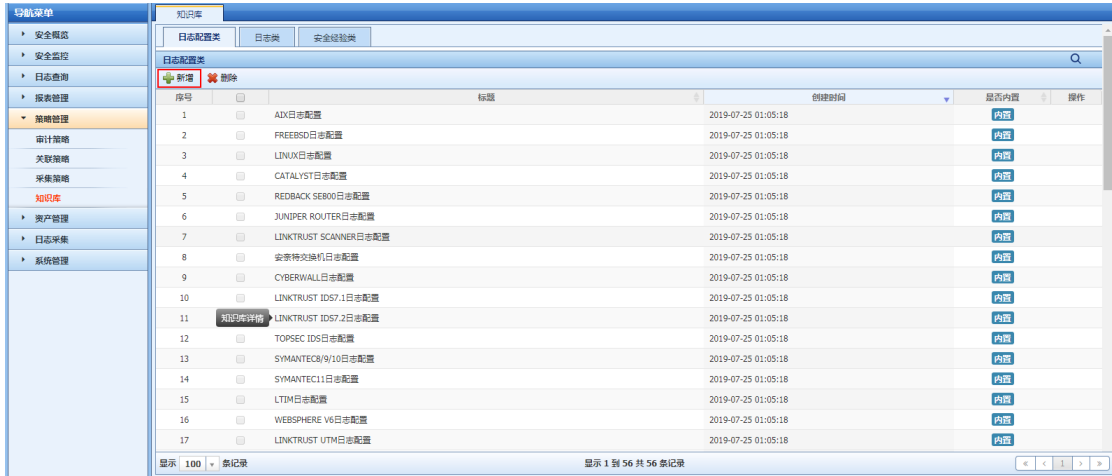 导航菜单
知识库
安全概览
安全监控
日志查询
报表管理
策略管理
审计策略
关联策略
采集策略
知识库
资产管理
日志采集
系统管理
日志配置类 日志类 安全经验类
日志配置类
新增 删除
序号 标题 创建时间 是否内置 操作
1 AIX日志配置 2019-07-25 01:05:18 内置
2 FREEBSD日志配置 2019-07-25 01:05:18 内置
3 LINUX日志配置 2019-07-25 01:05:18 内置
4 CATALYST日志配置 2019-07-25 01:05:18 内置
5 REDBACK SE800日志配置 2019-07-25 01:05:18 内置
6 JUNIPER ROUTER日志配置 2019-07-25 01:05:18 内置
7 LINKTRUST SCANNER日志配置 2019-07-25 01:05:18 内置
8 安奈特交换机日志配置 2019-07-25 01:05:18 内置
9 CYBERWALL日志配置 2019-07-25 01:05:18 内置
10 LINKTRUST IDS7.1日志配置 2019-07-25 01:05:18 内置
11 知识库详情 LINKTRUST IDS7.2日志配置 2019-07-25 01:05:18 内置
12 TOPSEC IDS日志配置 2019-07-25 01:05:18 内置
13 SYMANTEC8/9/10日志配置 2019-07-25 01:05:18 内置
14 SYMANTEC11日志配置 2019-07-25 01:05:18 内置
15 LTIM日志配置 2019-07-25 01:05:18 内置
16 WEBSPHERE V6日志配置 2019-07-25 01:05:18 内置
17 LINKTRUST UTM日志配置 2019-07-25 01:05:18 内置
显示 100 条记录 显示 1 到 56 共 56 条记录 « < 1 > »